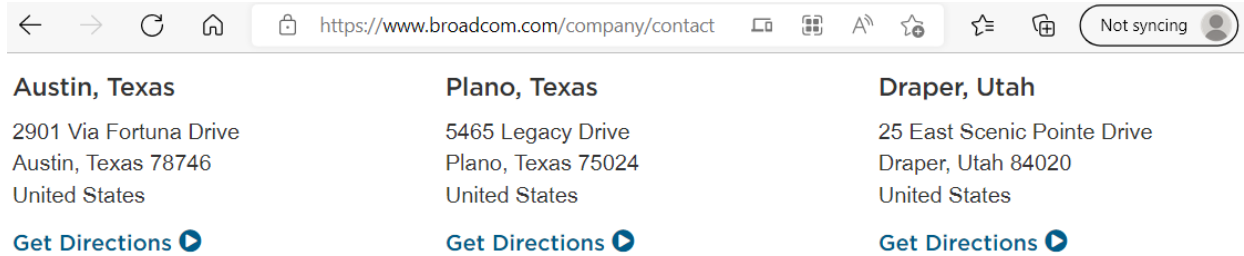 https://www.broadcom.com/company/contact
Not syncing
Austin, Texas
2901 Via Fortuna Drive
Austin, Texas 78746
United States
Get Directions
Plano, Texas
5465 Legacy Drive
Plano, Texas 75024
United States
Get Directions
Draper, Utah
25 East Scenic Pointe Drive
Draper, Utah 84020
United States
Get Directions